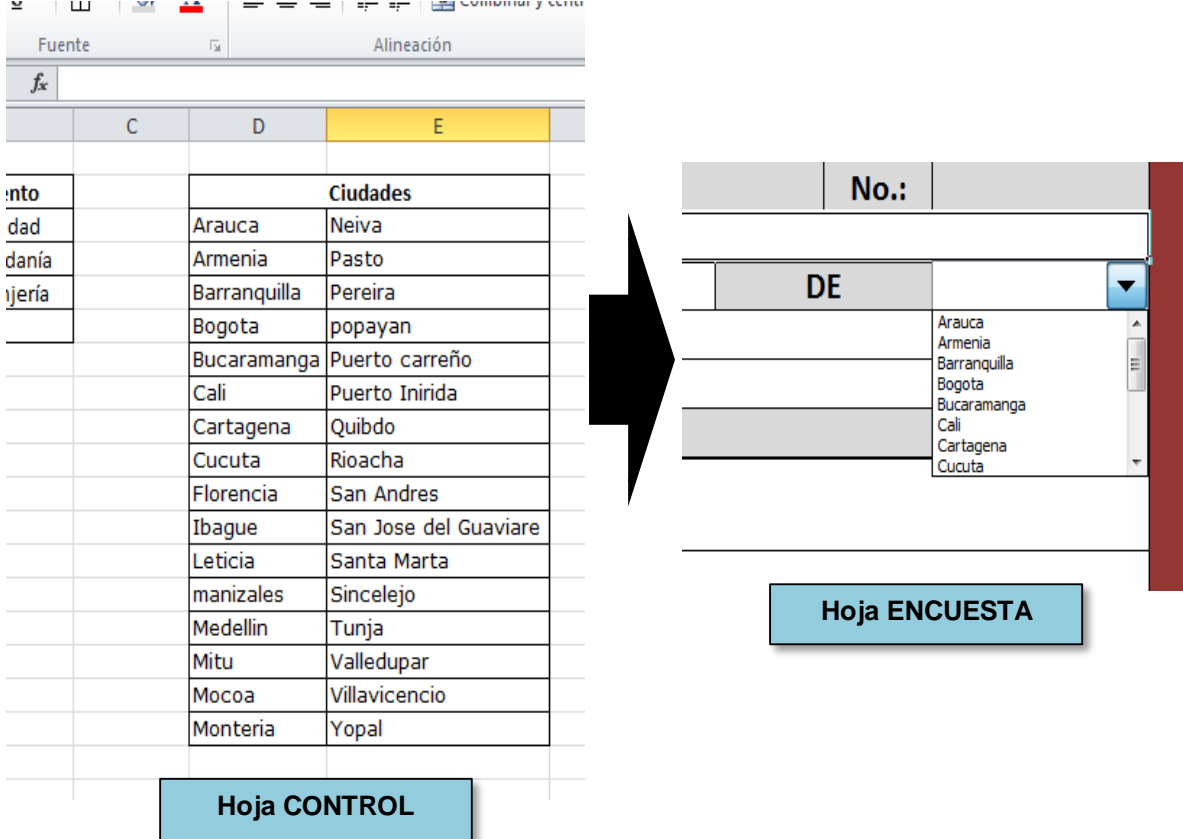 Combinar y centr
Fuente
Alineación
fx
C D E
ento
dad
danía
njería
Ciudades
Arauca Neiva
Armenia Pasto
Barranquilla Pereira
Bogota popayan
Bucaramanga Puerto carreño
Cali Puerto Inirida
Cartagena Quibdo
Cucuta Rioacha
Florencia San Andres
Ibague San Jose del Guaviare
Leticia Santa Marta
manizales Sincelejo
Medellin Tunja
Mitu Valledupar
Mocoa Villavicencio
Monteria Yopal
Hoja CONTROL
No.:
DE
Arauca
Armenia
Barranquilla
Bogota
Bucaramanga
Cali
Cartagena
Cucuta
Hoja ENCUESTA